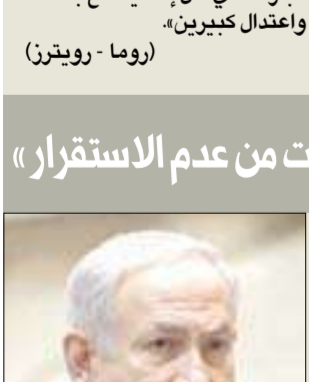 واعتدال كبيرين».
(روما - رويترز)
من عدم الاستقرار»